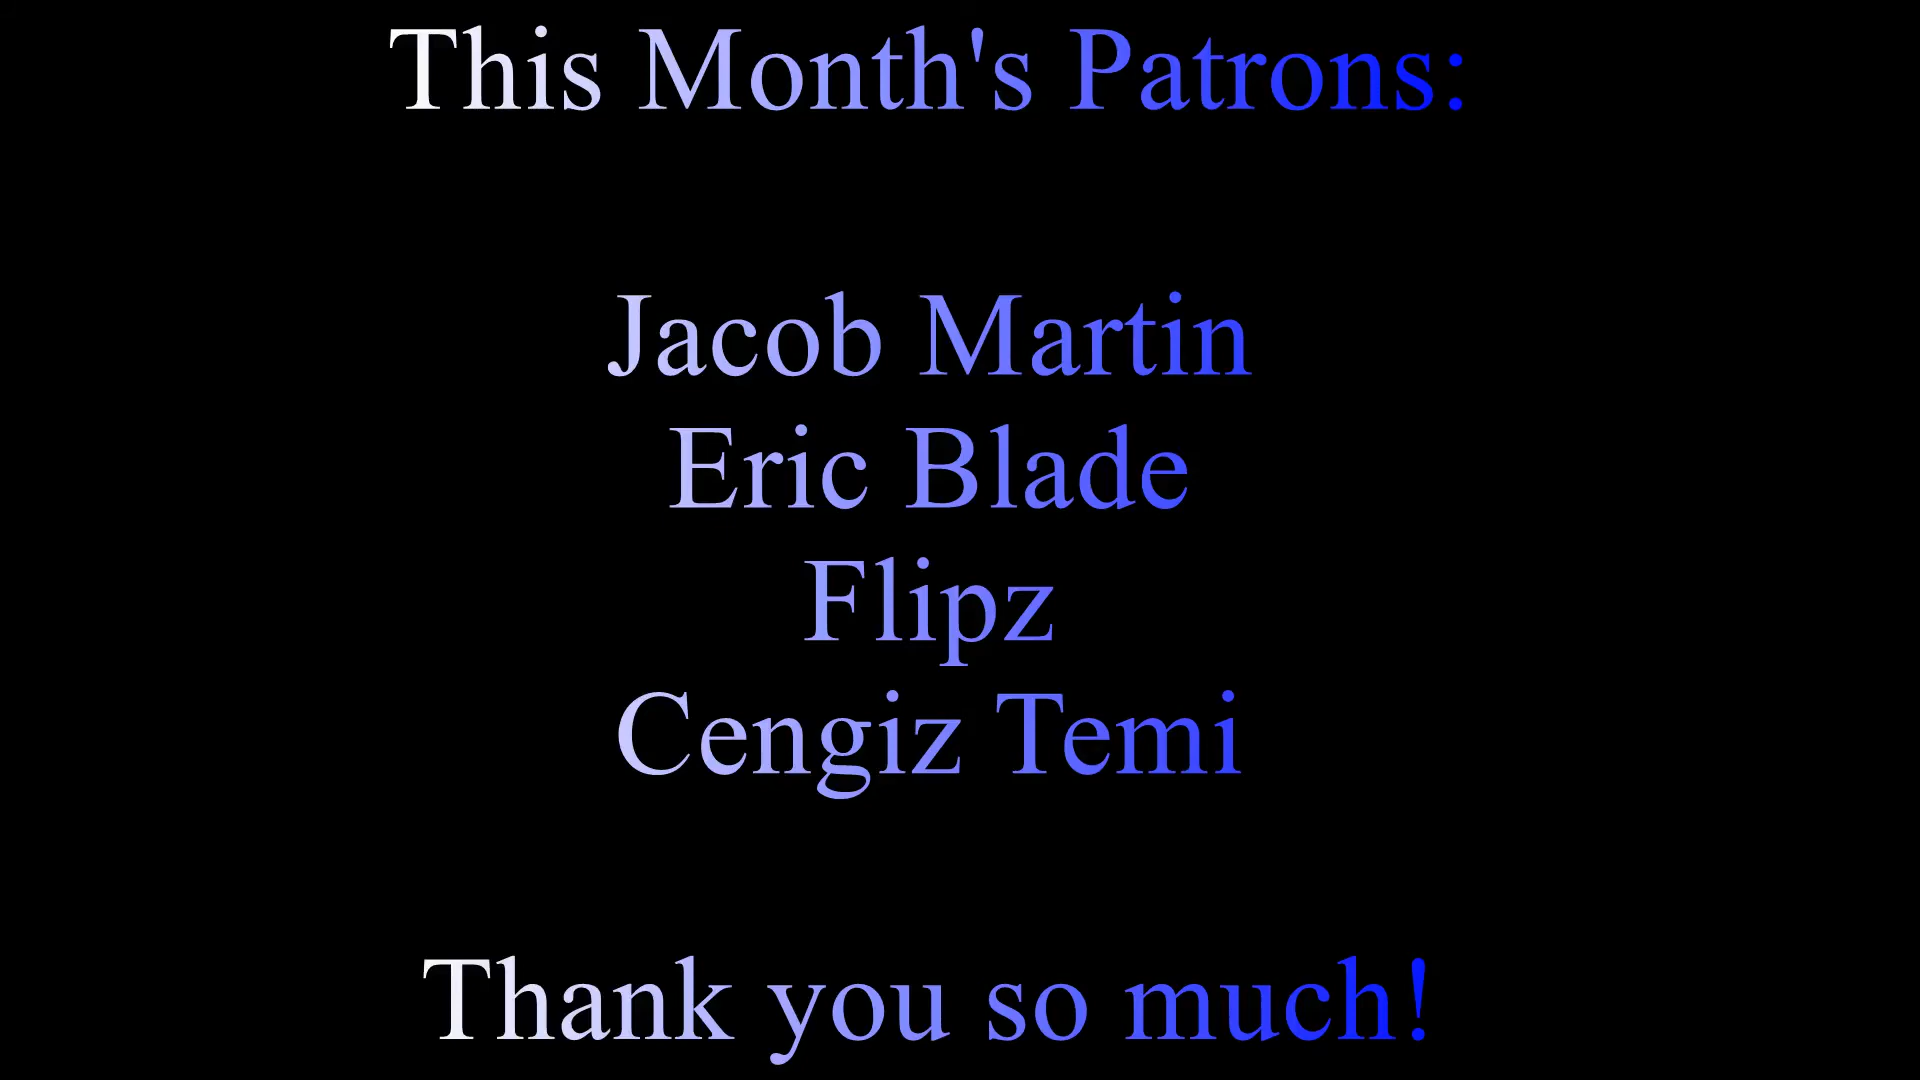 This Month's Patrons:
Jacob Martin
Eric Blade
Flipz
Cengiz Temi
Thank you so much!